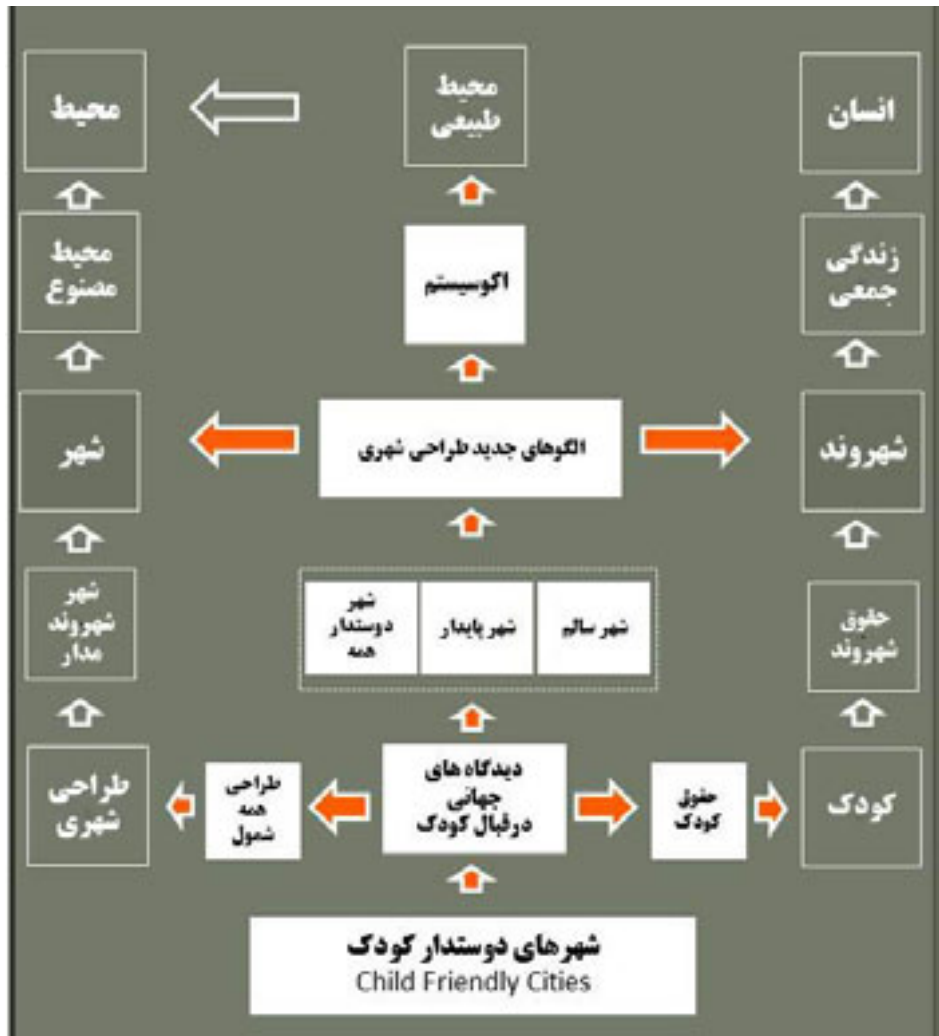 انسان
محیط
طبیعی
محیط
زندگی
جمعی
اکوسیستم
محیط
مصنوع
شهروند
الگوهای جدید طراحی شهری
شهر
حقوق
شهروند
شهر سالم
شهر پایدار
شهر
دوستدار
همه
شهر
شهروند
مدار
کودک
حقوق
کودک
دیدگاه های
جهانی
درقبال کودک
طراحی
همه
شمول
طراحی
شهری
شهرهای دوستدار کودک
Child Friendly Cities